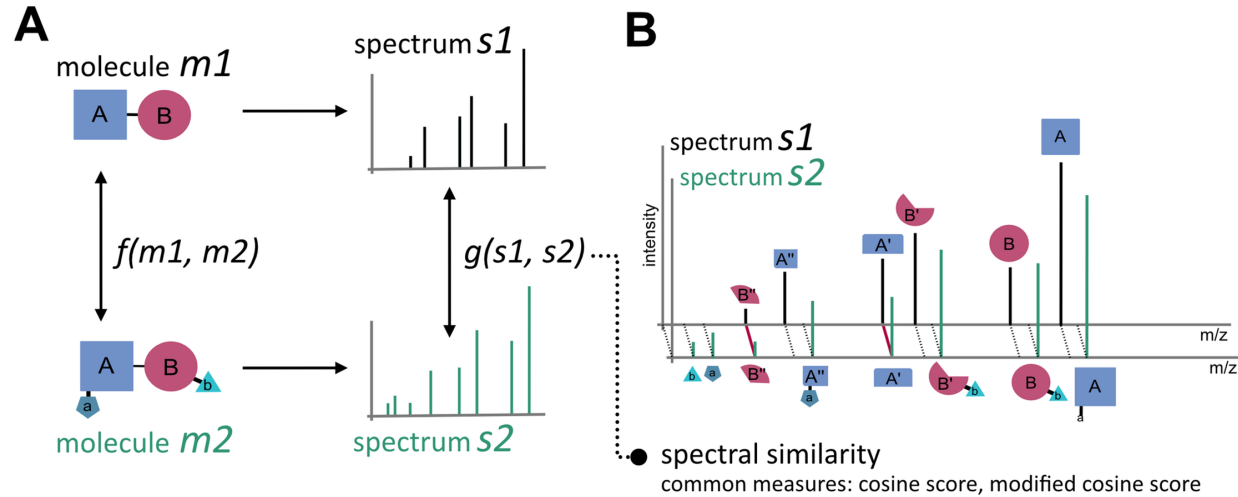 A
molecule m1
A B
f(m1, m2)
A B
b
a
molecule m2
spectrum s1
g(s1, s2)
spectrum s2
B
spectrum s1
spectrum s2
intensity
A
B'
B
A'
A"
B"
m/z
m/z
b a B" A" A' B' b B b A
a a
spectral similarity
common measures: cosine score, modified cosine score